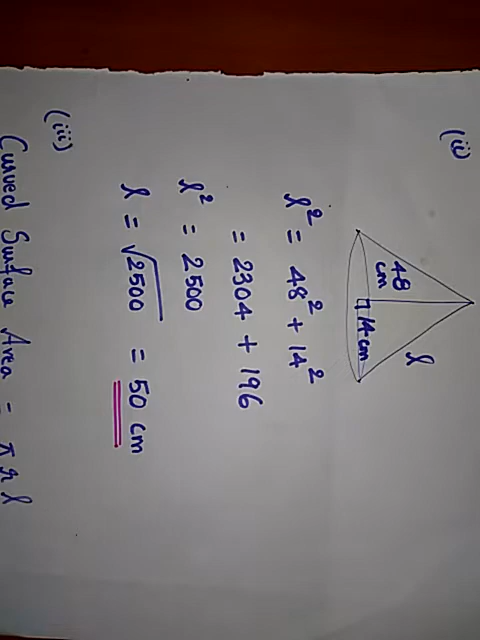 (ii)
48 cm
14 cm
l
l² = 48² + 14²
= 2304 + 196
l² = 2500
l = √2500 = 50 cm
(iii)
Curved Surface Area = π r l